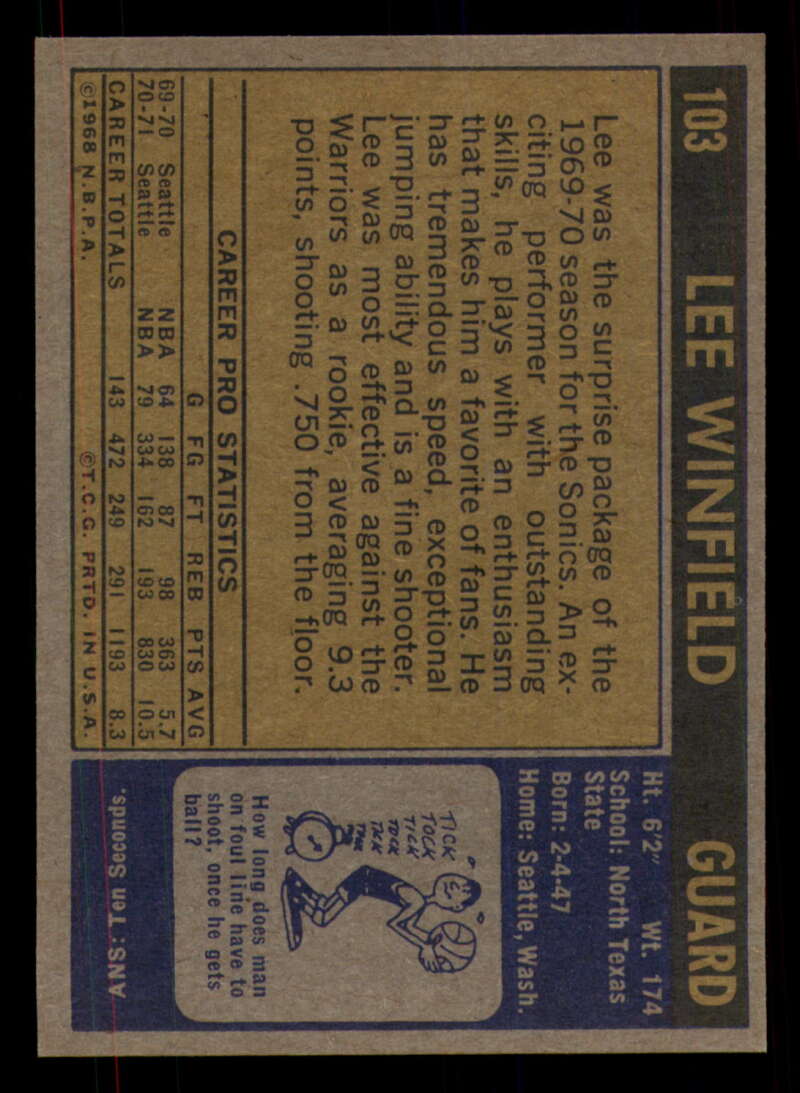 103 LEE WINFIELD GUARD
Lee was the surprise package of the
1969-70 season for the Sonics. An ex-
citing performer with outstanding
skills, he plays with an enthusiasm
that makes him a favorite of fans. He
has tremendous speed, exceptional
jumping ability and is a fine shooter.
Lee was most effective against the
Warriors as a rookie, averaging 9.3
points, shooting .750 from the floor.
CAREER PRO STATISTICS
G FG FT REB PTS AVG
69-70 Seattle NBA 64 138 87 98 363 5.7
70-71 Seattle NBA 79 334 162 193 830 10.5
CAREER TOTALS 143 472 249 291 1193 8.3
©1968 N.B.P.A. ©T.C.G. PRTD. IN U.S.A.
Ht. 6'2" Wt. 174
School: North Texas
State
Born: 2-4-47
Home: Seattle, Wash.
TICK
TOCK
TICK
TOCK
TICK
TOCK
How long does man
on foul line have to
shoot, once he gets
ball?
ANS: Ten Seconds.